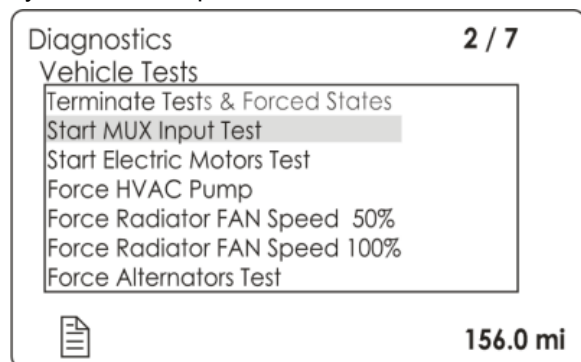 Diagnostics 2 / 7
Vehicle Tests
Terminate Tests & Forced States
Start MUX Input Test
Start Electric Motors Test
Force HVAC Pump
Force Radiator FAN Speed 50%
Force Radiator FAN Speed 100%
Force Alternators Test
156.0 mi